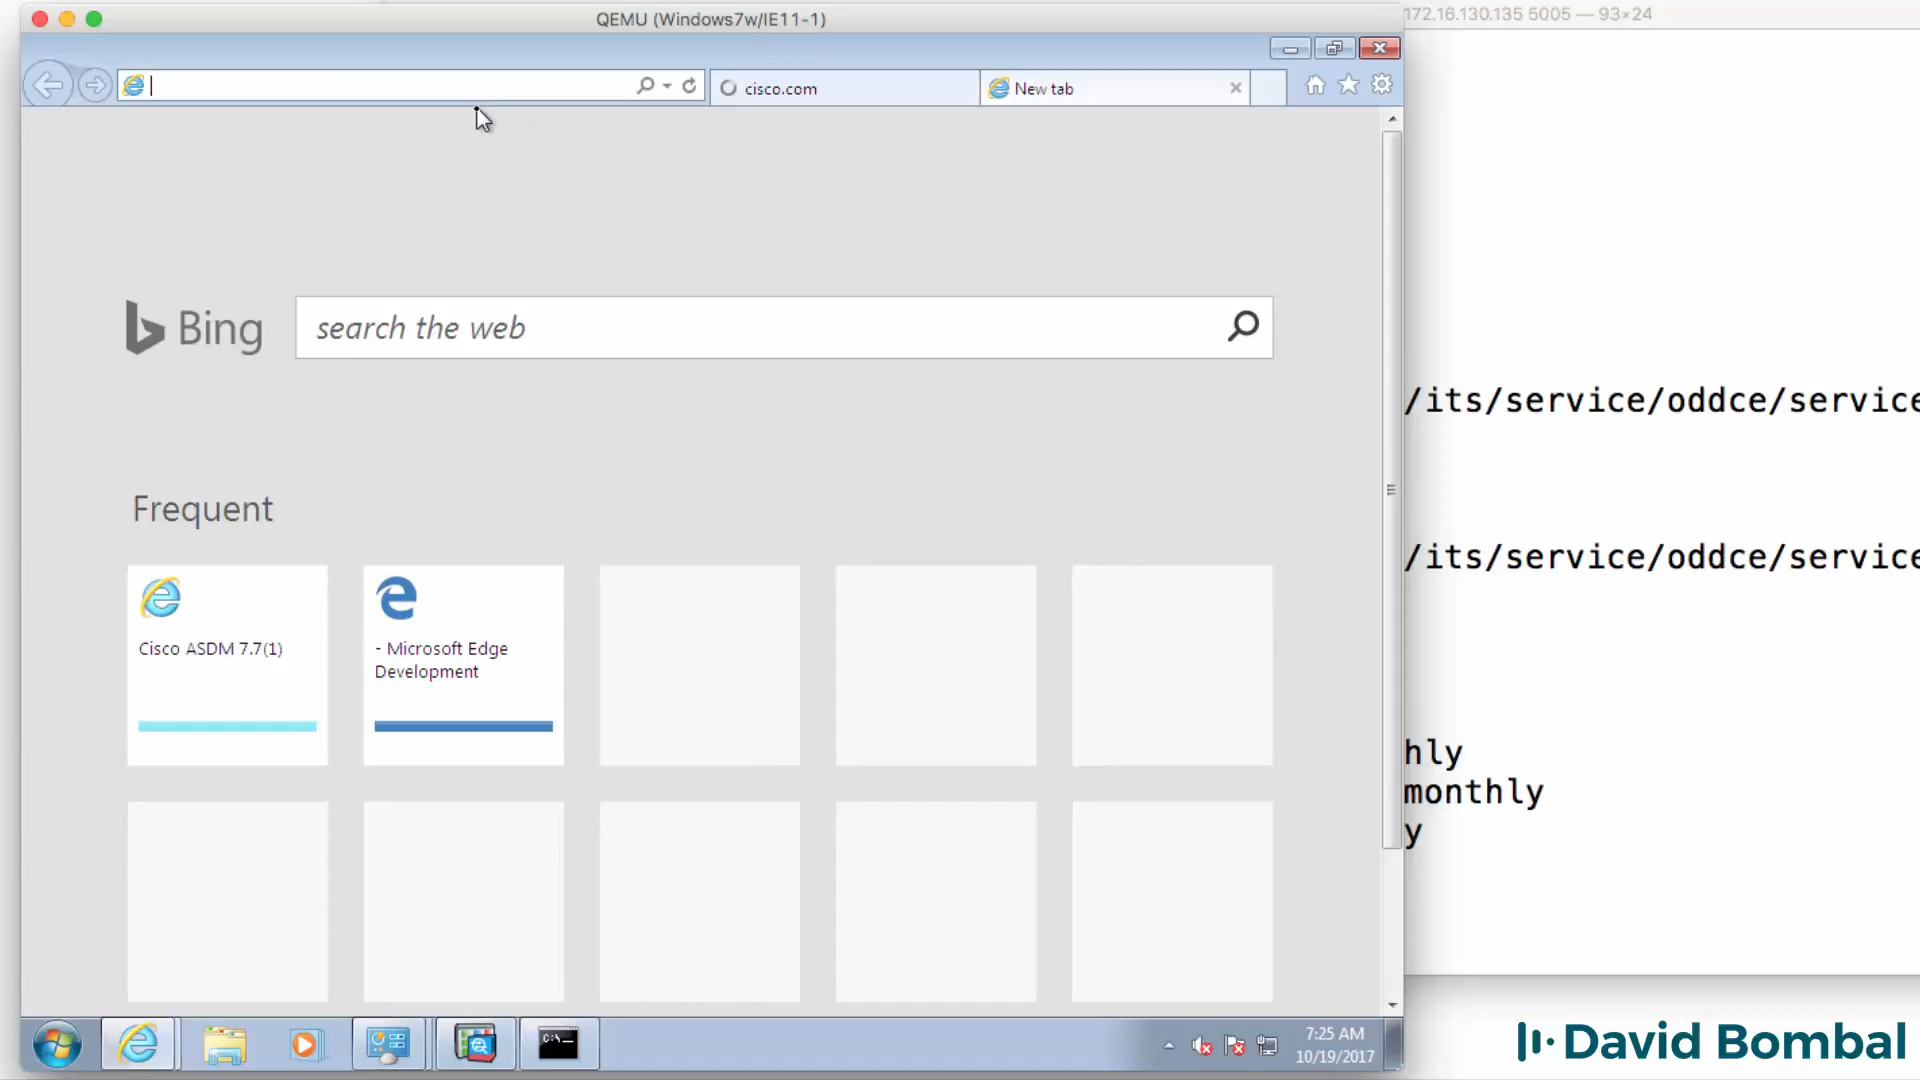 QEMU (Windows7w/IE11-1)
172.16.130.135 5005 — 93×24
cisco.com
New tab
Bing
search the web
/its/service/oddce/service
Frequent
/its/service/oddce/service
Cisco ASDM 7.7(1)
- Microsoft Edge
Development
hly
monthly
y
C:\
7:25 AM
10/19/2017
David Bombal